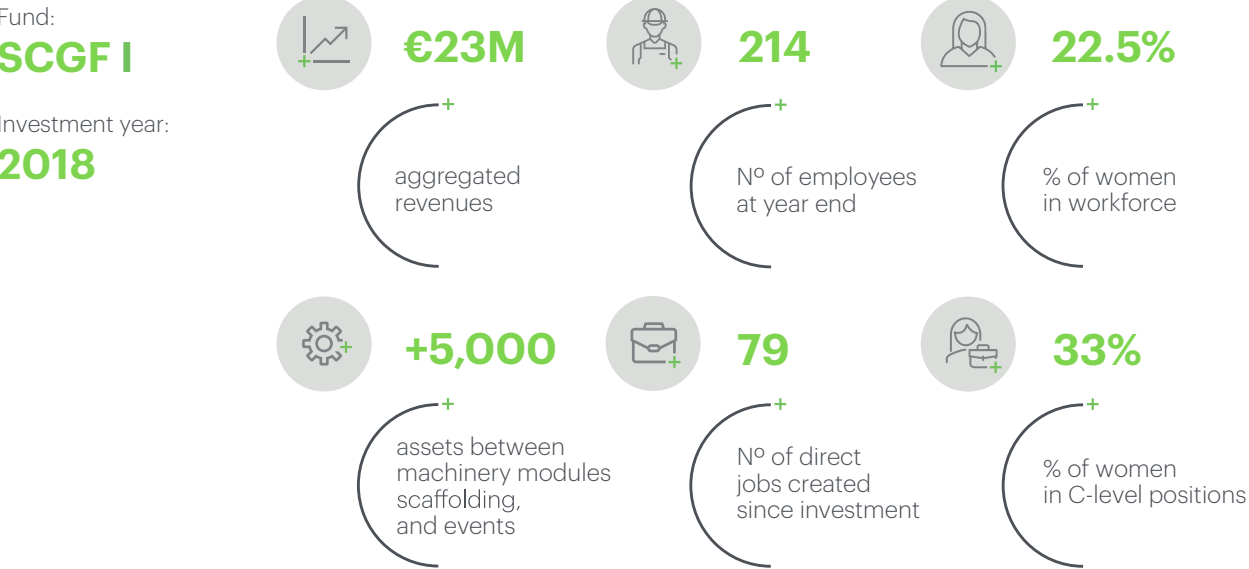 Fund:
SCGF I
Investment year:
2018
€23M
aggregated
revenues
214
Nº of employees
at year end
22.5%
% of women
in workforce
+5,000
assets between
machinery modules
scaffolding,
and events
79
Nº of direct
jobs created
since investment
33%
% of women
in C-level positions